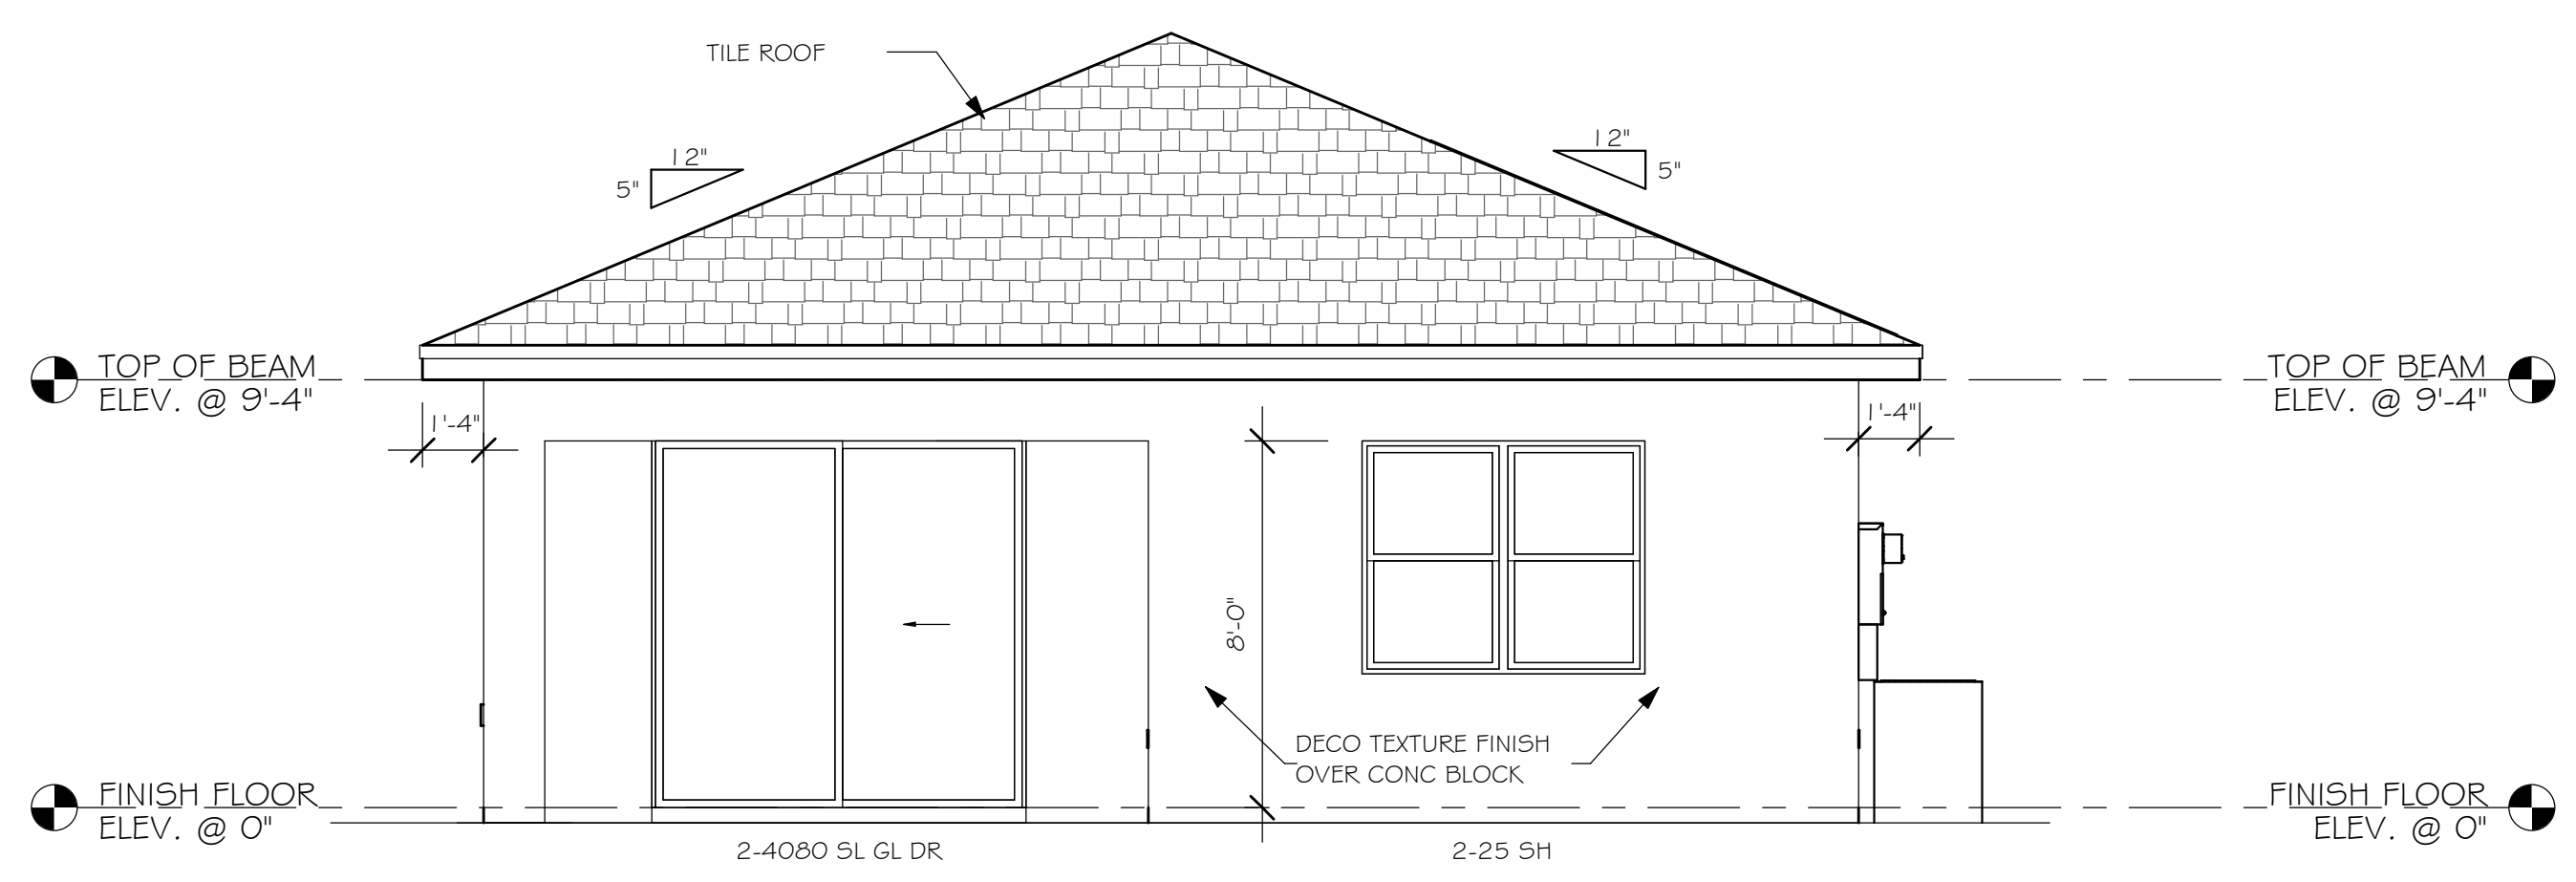 TILE ROOF
12"
5"
12"
5"
TOP OF BEAM
ELEV. @ 9'-4"
TOP OF BEAM
ELEV. @ 9'-4"
1'-4"
1'-4"
8'-0"
DECO TEXTURE FINISH
OVER CONC BLOCK
FINISH FLOOR
ELEV. @ 0"
FINISH FLOOR
ELEV. @ 0"
2-4080 SL GL DR
2-25 SH